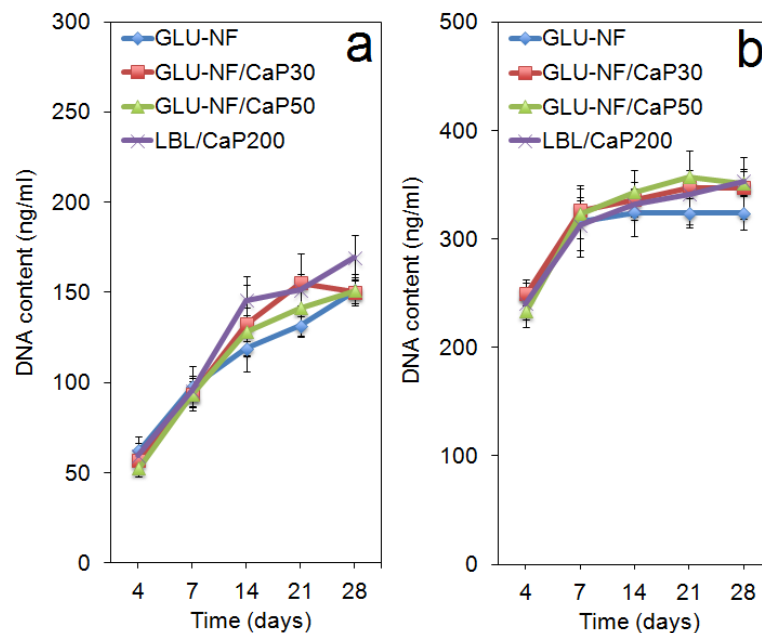 a
GLU-NF
GLU-NF/CaP30
GLU-NF/CaP50
LBL/CaP200
DNA content (ng/ml)
300
250
200
150
100
50
0
4 7 14 21 28
Time (days)
b
GLU-NF
GLU-NF/CaP30
GLU-NF/CaP50
LBL/CaP200
DNA content (ng/ml)
500
400
300
200
100
0
4 7 14 21 28
Time (days)